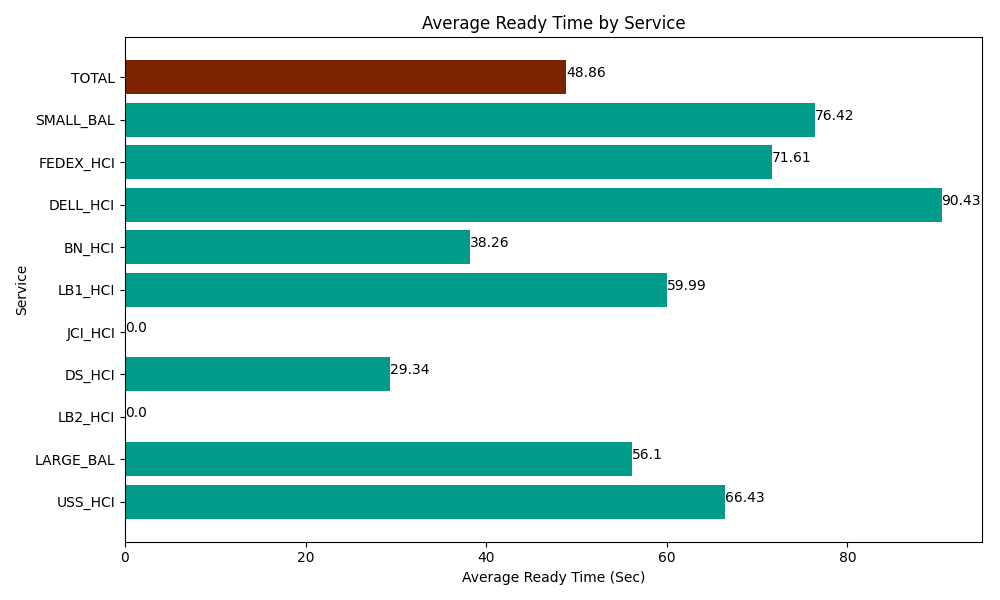 Average Ready Time by Service
TOTAL 48.86
SMALL_BAL 76.42
FEDEX_HCI 71.61
DELL_HCI 90.43
BN_HCI 38.26
LB1_HCI 59.99
JCI_HCI 0.0
DS_HCI 29.34
LB2_HCI 0.0
LARGE_BAL 56.1
USS_HCI 66.43
Service
0 20 40 60 80
Average Ready Time (Sec)